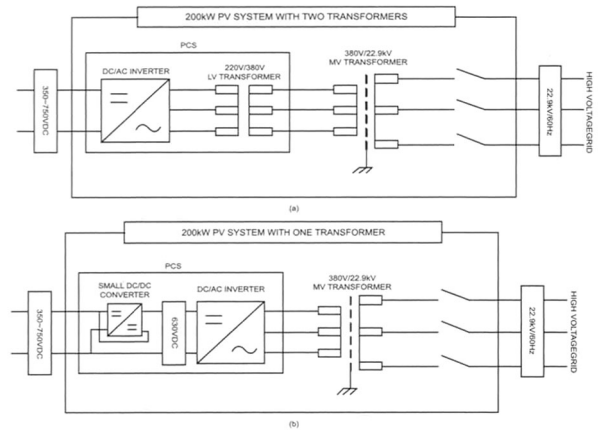 200kW PV SYSTEM WITH TWO TRANSFORMERS
PCS
380V/22.9kV
MV TRANSFORMER
DC/AC INVERTER
220V/380V
LV TRANSFORMER
350~750VDC
22.9kV/60Hz
HIGH VOLTAGEGRID
(a)
200kW PV SYSTEM WITH ONE TRANSFORMER
PCS
380V/22.9kV
MV TRANSFORMER
SMALL DC/DC
CONVERTER
DC/AC INVERTER
350~750VDC
630VDC
22.9kV/60Hz
HIGH VOLTAGEGRID
(b)